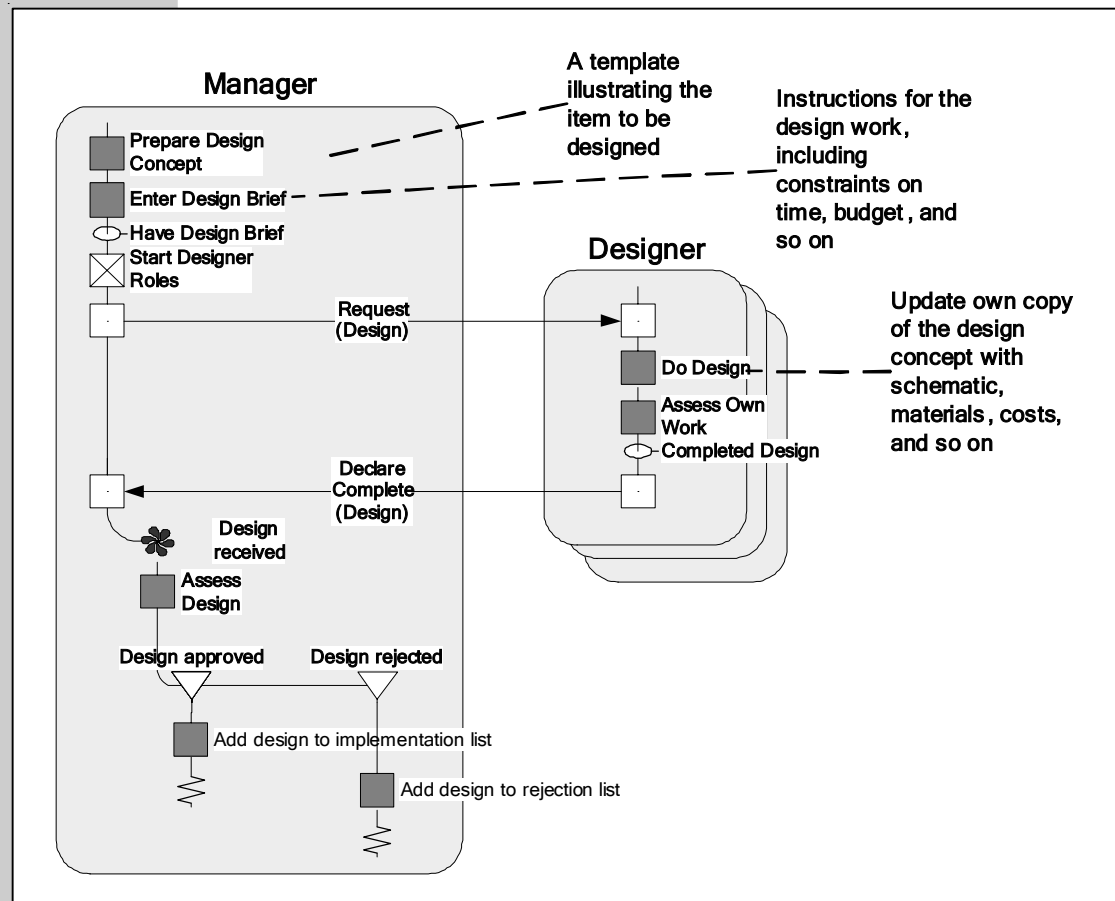 Manager
A template
illustrating the
item to be
designed
Instructions for the
design work,
including
constraints on
time, budget, and
so on
Prepare Design
Concept
Enter Design Brief
Have Design Brief
Start Designer
Roles
Designer
Request
(Design)
Update own copy
of the design
concept with
schematic,
materials, costs,
and so on
Do Design
Assess Own
Work
Completed Design
Declare
Complete
(Design)
Design
received
Assess
Design
Design approved
Design rejected
Add design to implementation list
Add design to rejection list